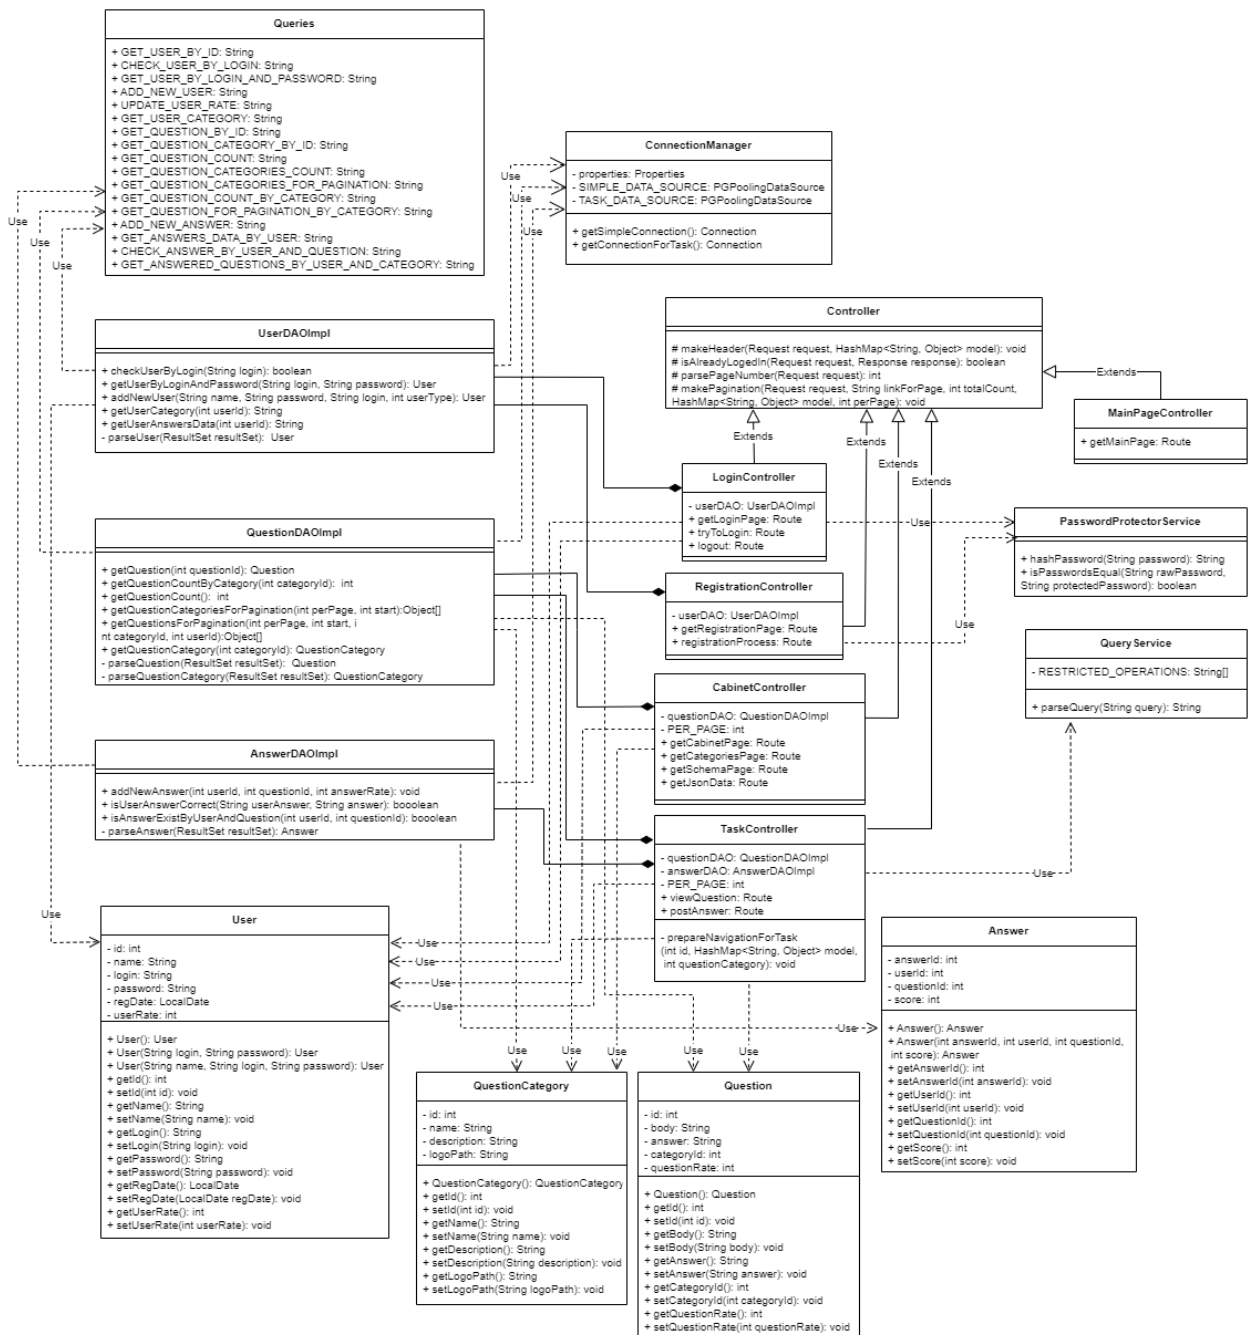 Queries
+ GET_USER_BY_ID: String
+ CHECK_USER_BY_LOGIN: String
+ GET_USER_BY_LOGIN_AND_PASSWORD: String
+ ADD_NEW_USER: String
+ UPDATE_USER_RATE: String
+ GET_USER_CATEGORY: String
+ GET_QUESTION_BY_ID: String
+ GET_QUESTION_CATEGORY_BY_ID: String
+ GET_QUESTION_COUNT: String
+ GET_QUESTION_CATEGORIES_COUNT: String
+ GET_QUESTION_CATEGORIES_FOR_PAGINATION: String
+ GET_QUESTION_COUNT_BY_CATEGORY: String
+ GET_QUESTION_FOR_PAGINATION_BY_CATEGORY: String
+ ADD_NEW_ANSWER: String
+ GET_ANSWERS_DATA_BY_USER: String
+ CHECK_ANSWER_BY_USER_AND_QUESTION: String
+ GET_ANSWERED_QUESTIONS_BY_USER_AND_CATEGORY: String
Use
Use
Use
ConnectionManager
- properties: Properties
- SIMPLE_DATA_SOURCE: PGPoolingDataSource
- TASK_DATA_SOURCE: PGPoolingDataSource
+ getSimpleConnection(): Connection
+ getConnectionForTask(): Connection
Use
Use
Use
UserDAOImpl
+ checkUserByLogin(String login): boolean
+ getUserByLoginAndPassword(String login, String password): User
+ addNewUser(String name, String password, String login, int userType): User
+ getUserCategory(int userId): String
+ getUserAnswersData(int userId): String
- parseUser(ResultSet resultSet): User
Controller
# makeHeader(Request request, HashMap<String, Object> model): void
# isAlreadyLogedIn(Request request, Response response): boolean
# parsePageNumber(Request request): int
# makePagination(Request request, String linkForPage, int totalCount,
HashMap<String, Object> model, int perPage): void
Extends
MainPageController
+ getMainPage: Route
Extends
Extends
Extends
Extends
LoginController
- userDAO: UserDAOImpl
+ getLoginPage: Route
+ tryToLogin: Route
+ logout: Route
Use
PasswordProtectorService
+ hashPassword(String password): String
+ isPasswordsEqual(String rawPassword,
String protectedPassword): boolean
QuestionDAOImpl
+ getQuestion(int questionId): Question
+ getQuestionCountByCategory(int categoryId): int
+ getQuestionCount(): int
+ getQuestionCategoriesForPagination(int perPage, int start):Object[]
+ getQuestionsForPagination(int perPage, int start, i
nt categoryId, int userId):Object[]
+ getQuestionCategory(int categoryId): QuestionCategory
- parseQuestion(ResultSet resultSet): Question
- parseQuestionCategory(ResultSet resultSet): QuestionCategory
RegistrationController
- userDAO: UserDAOImpl
+ getRegistrationPage: Route
+ registrationProcess: Route
Use
QueryService
- RESTRICTED_OPERATIONS: String[]
+ parseQuery(String query): String
CabinetController
- questionDAO: QuestionDAOImpl
- PER_PAGE: int
+ getCabinetPage: Route
+ getCategoriesPage: Route
+ getSchemaPage: Route
+ getJsonData: Route
AnswerDAOImpl
+ addNewAnswer(int userId, int questionId, int answerRate): void
+ isUserAnswerCorrect(String userAnswer, String answer): booolean
+ isAnswerExistByUserAndQuestion(int userId, int questionId): booolean
- parseAnswer(ResultSet resultSet): Answer
TaskController
- questionDAO: QuestionDAOImpl
- answerDAO: AnswerDAOImpl
- PER_PAGE: int
+ viewQuestion: Route
+ postAnswer: Route
- prepareNavigationForTask
(int id, HashMap<String, Object> model,
int questionCategory): void
Use
Use
User
- id: int
- name: String
- login: String
- password: String
- regDate: LocalDate
- userRate: int
+ User(): User
+ User(String login, String password): User
+ User(String name, String login, String password): User
+ getId(): int
+ setId(int id): void
+ getName(): String
+ setName(String name): void
+ getLogin(): String
+ setLogin(String login): void
+ getPassword(): String
+ setPassword(String password): void
+ getRegDate(): LocalDate
+ setRegDate(LocalDate regDate): void
+ getUserRate(): int
+ setUserRate(int userRate): void
Use
Use
Use
Use
Answer
- answerId: int
- userId: int
- questionId: int
- score: int
+ Answer(): Answer
+ Answer(int answerId, int userId, int questionId,
int score): Answer
+ getAnswerId(): int
+ setAnswerId(int answerId): void
+ getUserId(): int
+ setUserId(int userId): void
+ getQuestionId(): int
+ setQuestionId(int questionId): void
+ getScore(): int
+ setScore(int score): void
Use
Use
Use
Use
Use
Use
QuestionCategory
- id: int
- name: String
- description: String
- logoPath: String
+ QuestionCategory(): QuestionCategory
+ getId(): int
+ setId(int id): void
+ getName(): String
+ setName(String name): void
+ getDescription(): String
+ setDescription(String description): void
+ getLogoPath(): String
+ setLogoPath(String logoPath): void
Question
- id: int
- body: String
- answer: String
- categoryId: int
- questionRate: int
+ Question(): Question
+ getId(): int
+ setId(int id): void
+ getBody(): String
+ setBody(String body): void
+ getAnswer(): String
+ setAnswer(String answer): void
+ getCategoryId(): int
+ setCategoryId(int categoryId): void
+ getQuestionRate(): int
+ setQuestionRate(int questionRate): void